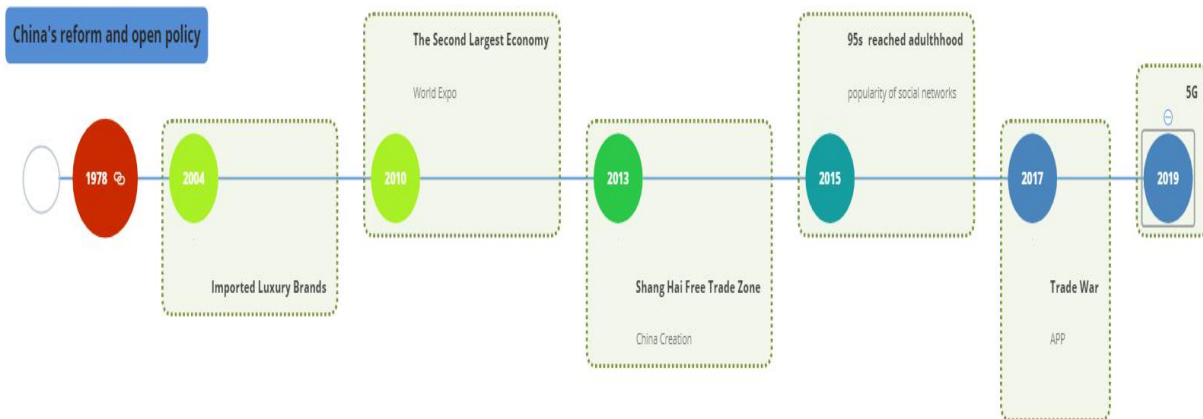 China's reform and open policy
The Second Largest Economy
World Expo
95s reached adulthhood
popularity of social networks
5G
1978
2004
2010
2013
2015
2017
2019
Imported Luxury Brands
Shang Hai Free Trade Zone
China Creation
Trade War
APP